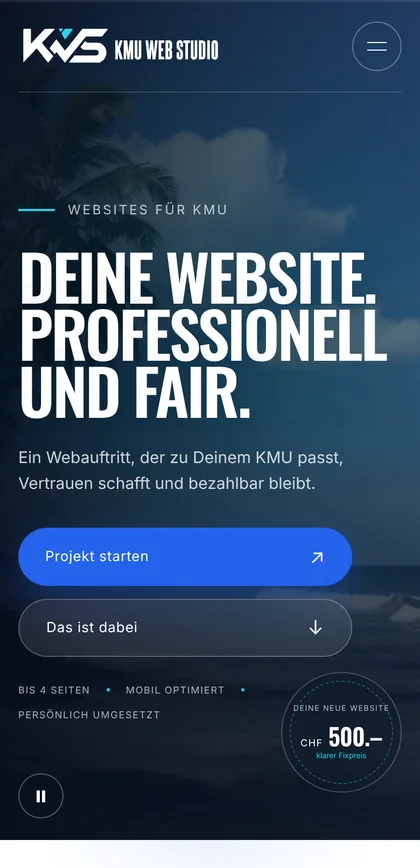 KWS KMU WEB STUDIO
WEBSITES FÜR KMU
DEINE WEBSITE.
PROFESSIONELL
UND FAIR.
Ein Webauftritt, der zu Deinem KMU passt,
Vertrauen schafft und bezahlbar bleibt.
Projekt starten
Das ist dabei
BIS 4 SEITEN • MOBIL OPTIMIERT •
PERSÖNLICH UMGESETZT
DEINE NEUE WEBSITE
CHF 500.–
klarer Fixpreis